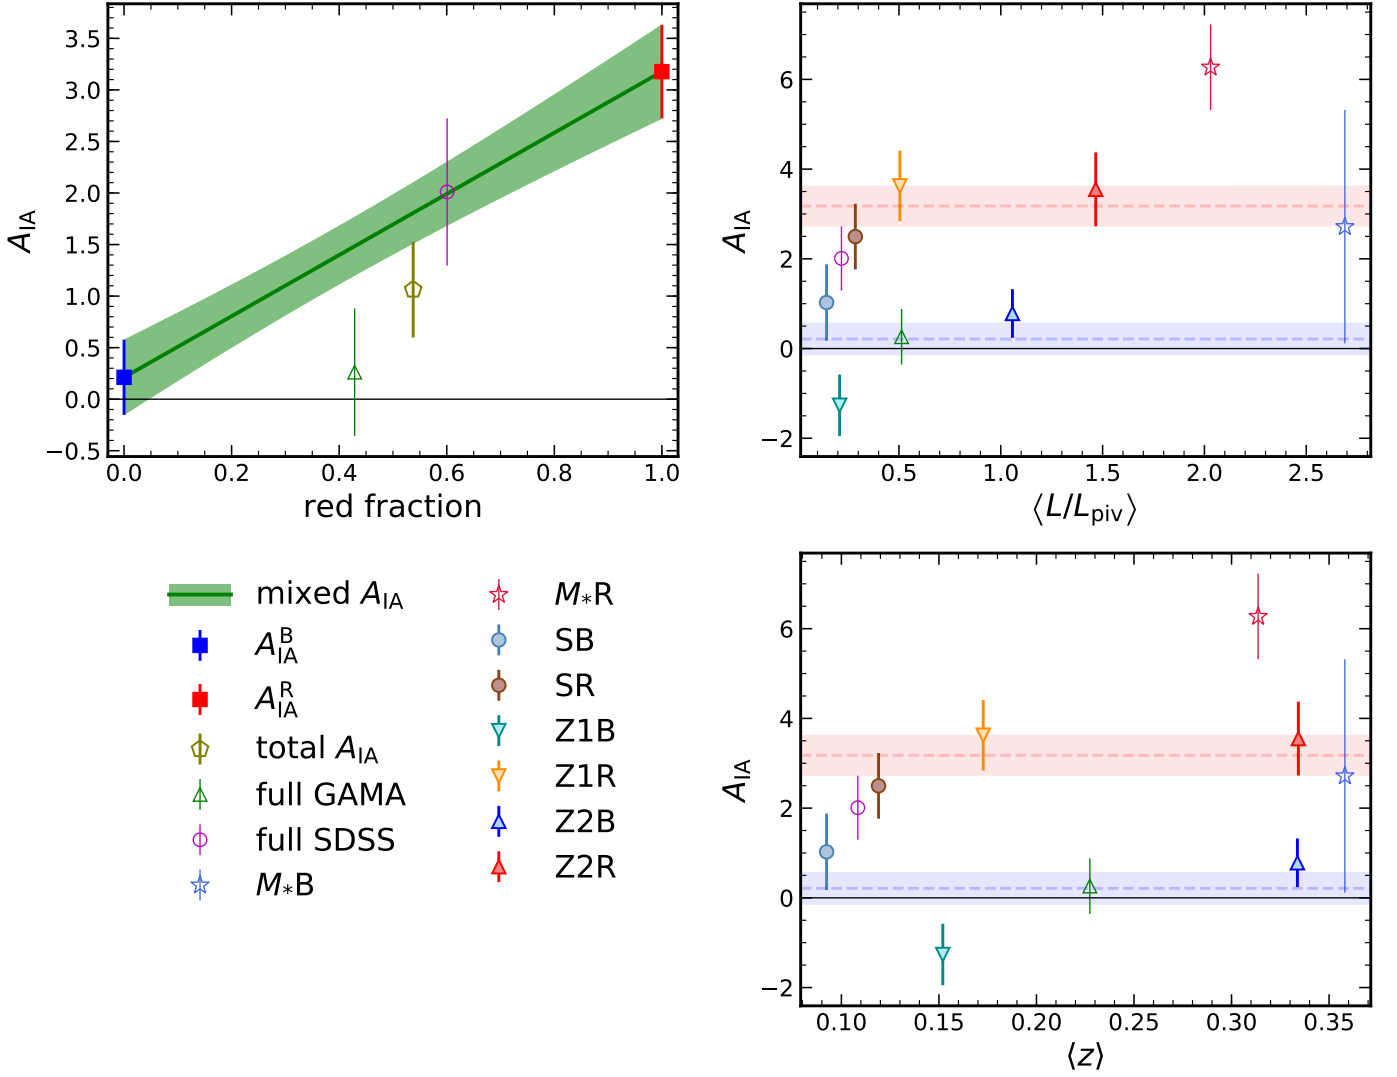 3.5
3.0
2.5
2.0
1.5
1.0
0.5
0.0
−0.5
A_IA
0.0 0.2 0.4 0.6 0.8 1.0
red fraction
6
4
2
0
−2
A_IA
0.5 1.0 1.5 2.0 2.5
⟨L/L_piv⟩
mixed A_IA
A_IA^B
A_IA^R
total A_IA
full GAMA
full SDSS
M_*B
M_*R
SB
SR
Z1B
Z1R
Z2B
Z2R
6
4
2
0
−2
A_IA
0.10 0.15 0.20 0.25 0.30 0.35
⟨z⟩